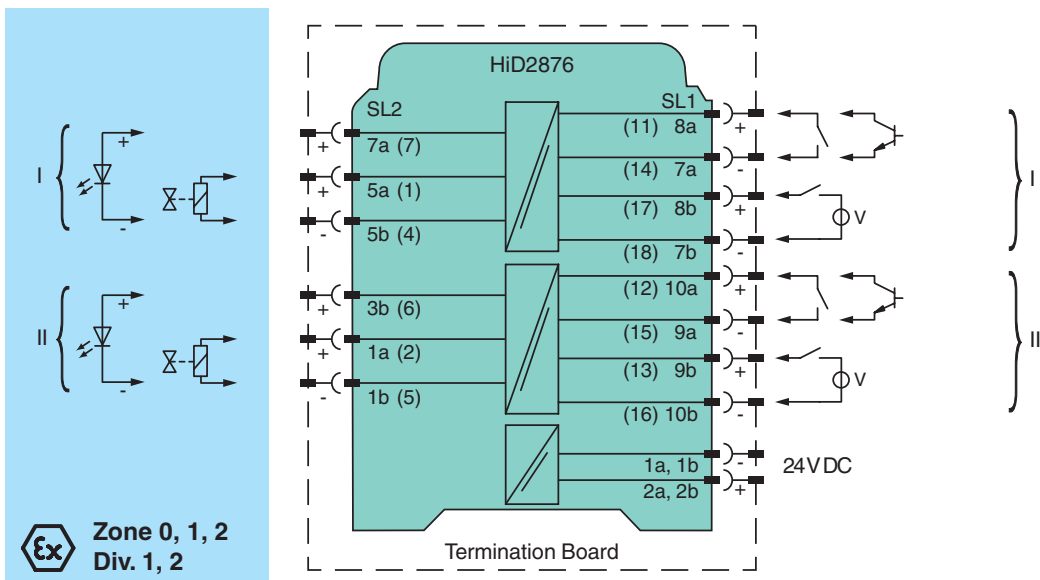 HiD2876
SL2
SL1
I
+
-
+
7a (7)
+
5a (1)
-
5b (4)
(11) 8a
+
(14) 7a
-
(17) 8b
+
V
(18) 7b
-
I
II
+
-
+
3b (6)
+
1a (2)
-
1b (5)
(12) 10a
+
(15) 9a
-
(13) 9b
+
V
(16) 10b
-
II
1a, 1b
-
24V DC
2a, 2b
+
Ex
Zone 0, 1, 2
Div. 1, 2
Termination Board